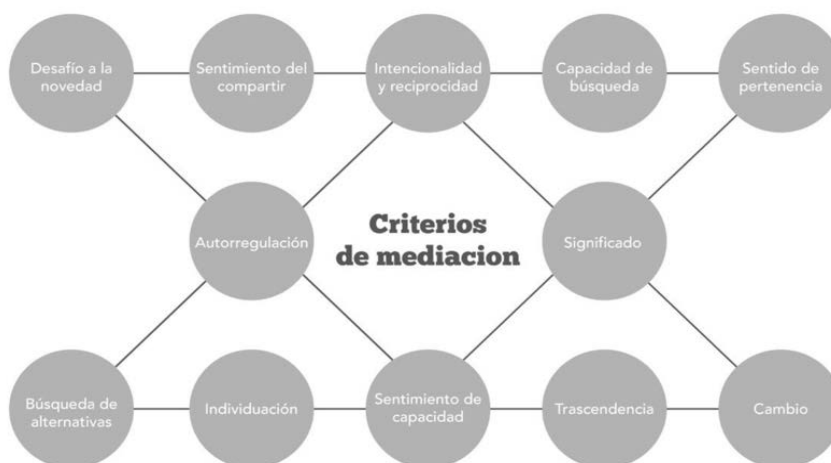 Desafío a la
novedad
Sentimiento del
compartir
Intencionalidad
y reciprocidad
Capacidad de
búsqueda
Sentido de
pertenencia
Autorregulación
Criterios
de mediacion
Significado
Búsqueda de
alternativas
Individuación
Sentimiento de
capacidad
Trascendencia
Cambio